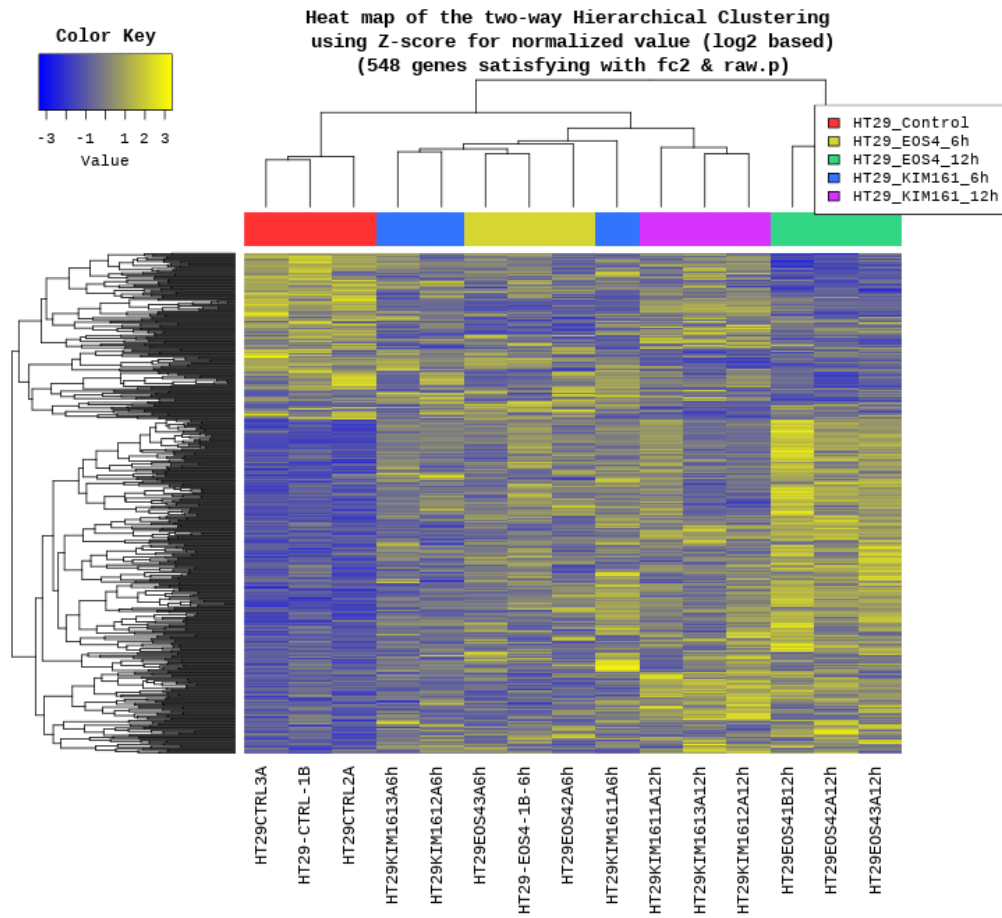 Heat map of the two-way Hierarchical Clustering
using Z-score for normalized value (log2 based)
(548 genes satisfying with fc2 & raw.p)
Color Key
-3 -1 1 2 3
Value
HT29_Control
HT29_EOS4_6h
HT29_EOS4_12h
HT29_KIM161_6h
HT29_KIM161_12h
HT29CTRL3A
HT29-CTRL-1B
HT29CTRL2A
HT29KIM1613A6h
HT29KIM1612A6h
HT29EOS43A6h
HT29-EOS4-1B-6h
HT29EOS42A6h
HT29KIM1611A6h
HT29KIM1611A12h
HT29KIM1613A12h
HT29KIM1612A12h
HT29EOS41B12h
HT29EOS42A12h
HT29EOS43A12h